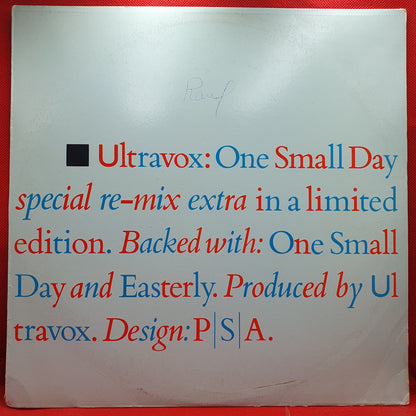 Ultravox: One Small Day
special re-mix extra in a limited
edition. Backed with: One Small
Day and Easterly. Produced by Ul
travox. Design: P|S|A.